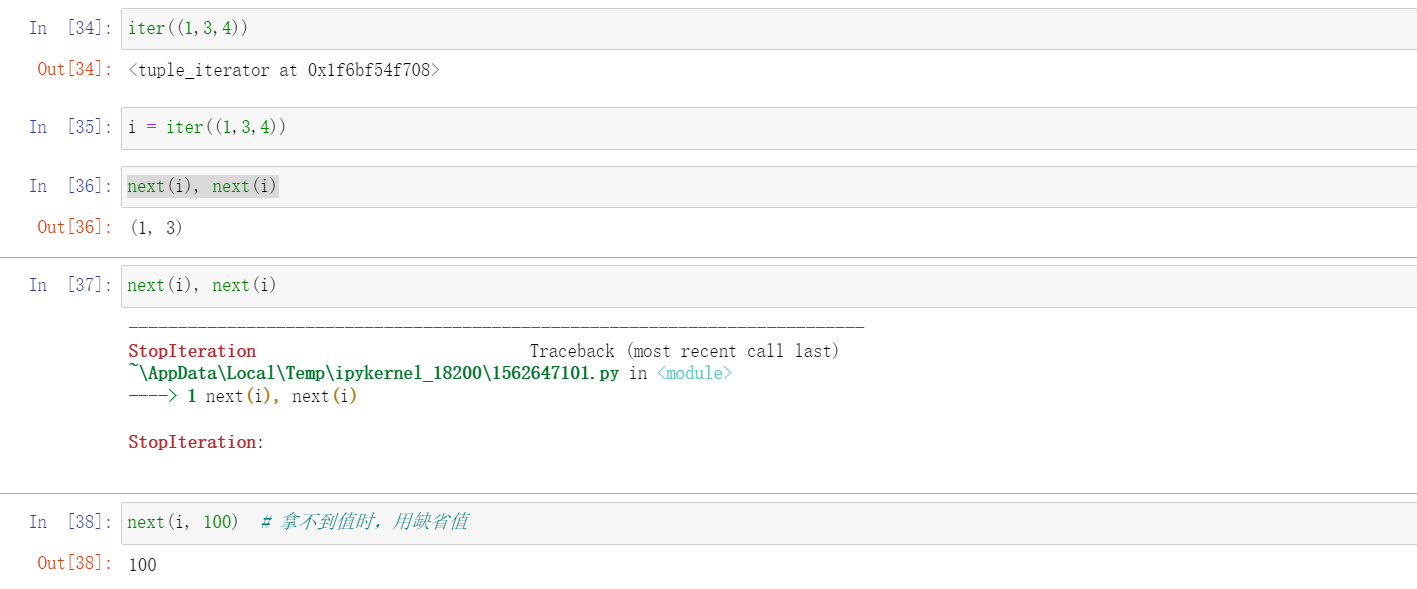 In [34]: iter((1,3,4))
Out[34]: <tuple_iterator at 0x1f6bf54f708>
In [35]: i = iter((1,3,4))
In [36]: next(i), next(i)
Out[36]: (1, 3)
In [37]: next(i), next(i)
---------------------------------------------------------------------------
StopIteration                             Traceback (most recent call last)
~\AppData\Local\Temp\ipykernel_18200\1562647101.py in <module>
----> 1 next(i), next(i)
StopIteration:
In [38]: next(i, 100)  # 拿不到值时，用缺省值
Out[38]: 100